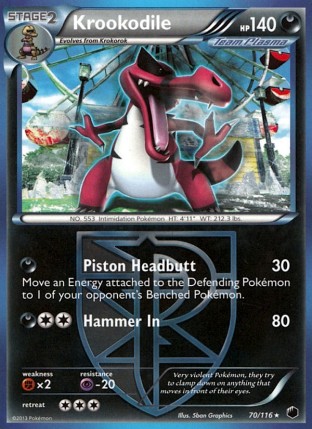 STAGE2
Krookodile
HP140
Evolves from Krokorok
Team Plasma
NO. 553 Intimidation Pokémon HT: 4'11" WT: 212.3 lbs.
Piston Headbutt 30
Move an Energy attached to the Defending Pokémon
to 1 of your opponent's Benched Pokémon.
Hammer In 80
weakness
×2
resistance
-20
retreat
Very violent Pokémon, they try
to clamp down on anything that
moves in front of their eyes.
Illus. 5ban Graphics
70/116 ★
©2013 Pokémon